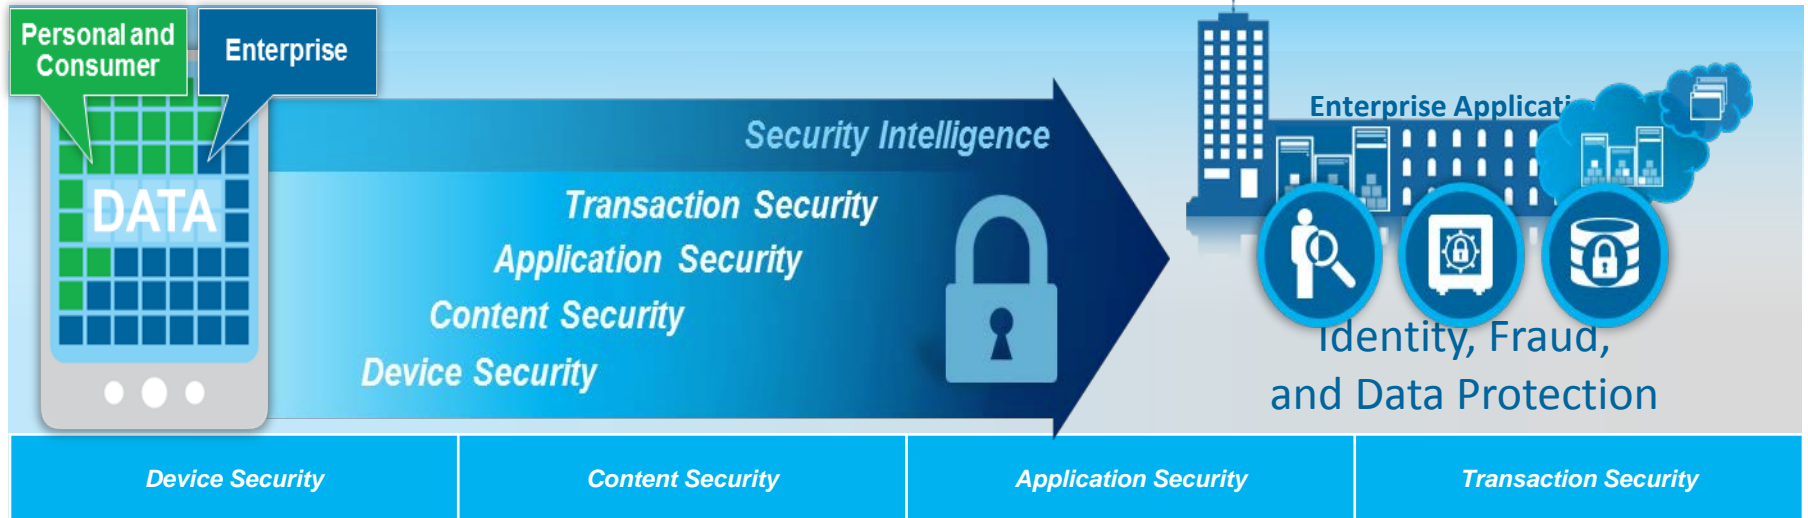 Personal and
Consumer
Enterprise
DATA
Security Intelligence
Transaction Security
Application Security
Content Security
Device Security
Enterprise
Identity, Fraud,
and Data Protection
Device Security
Content Security
Application Security
Transaction Security